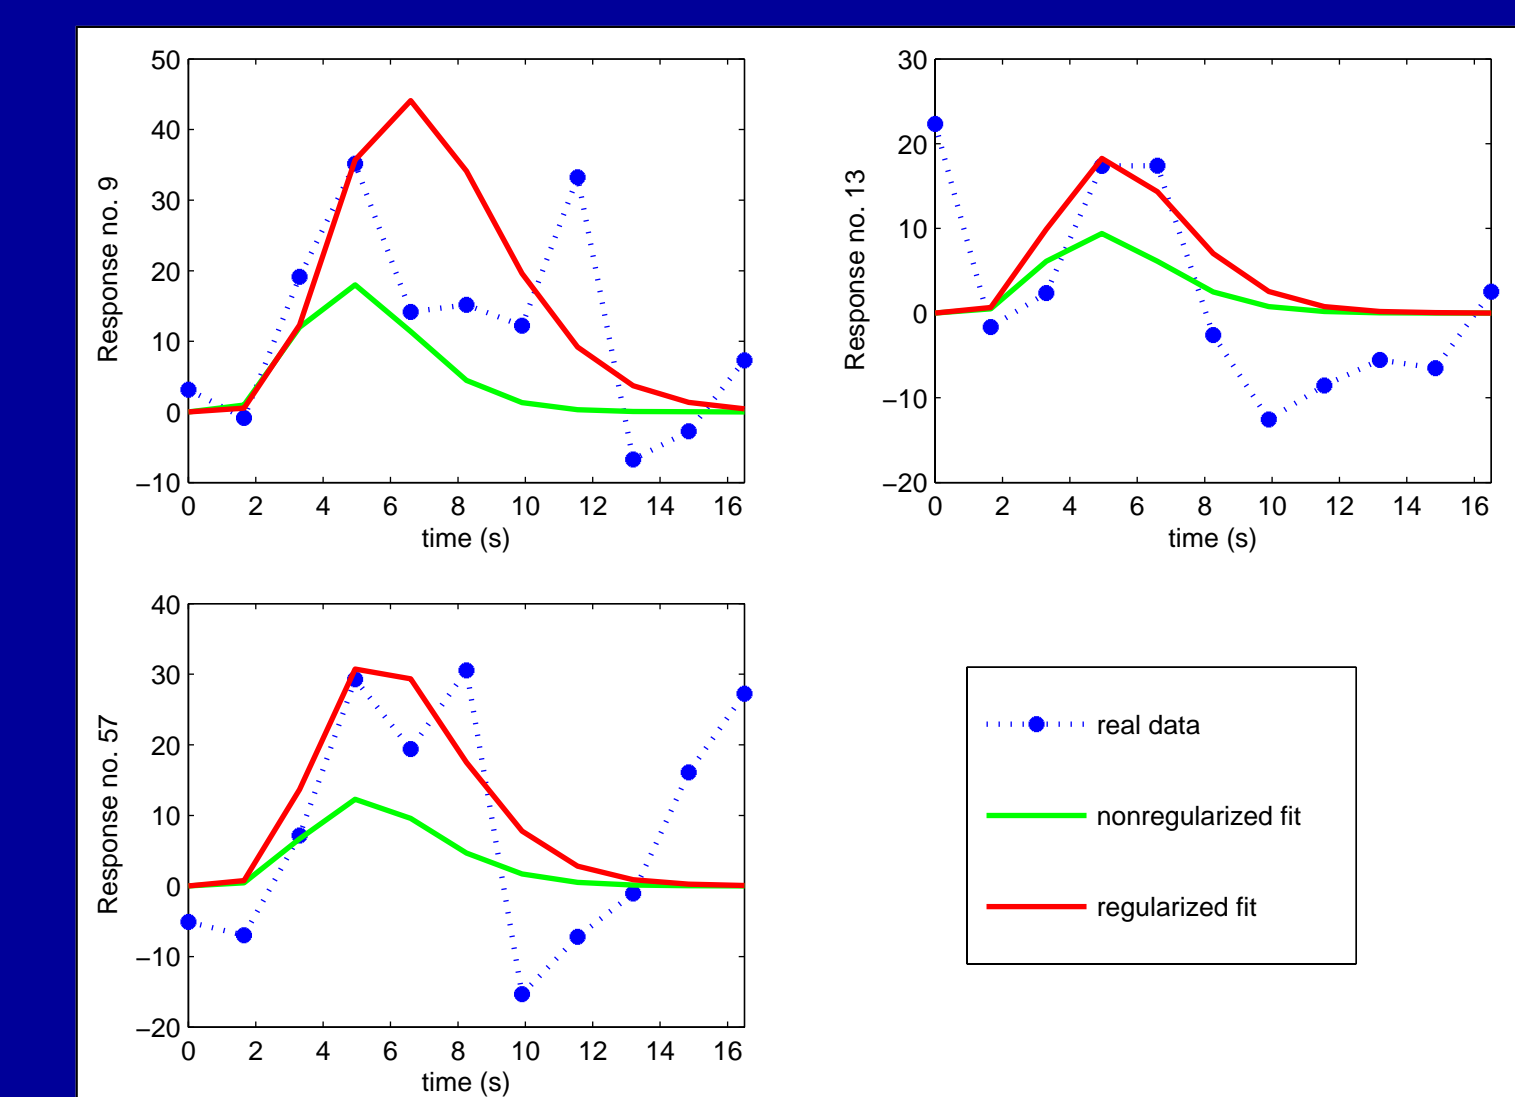 50
40
30
20
10
0
−10
Response no. 9
0 2 4 6 8 10 12 14 16
time (s)
30
20
10
0
−10
−20
Response no. 13
0 2 4 6 8 10 12 14 16
time (s)
40
30
20
10
0
−10
−20
Response no. 57
0 2 4 6 8 10 12 14 16
time (s)
real data
nonregularized fit
regularized fit